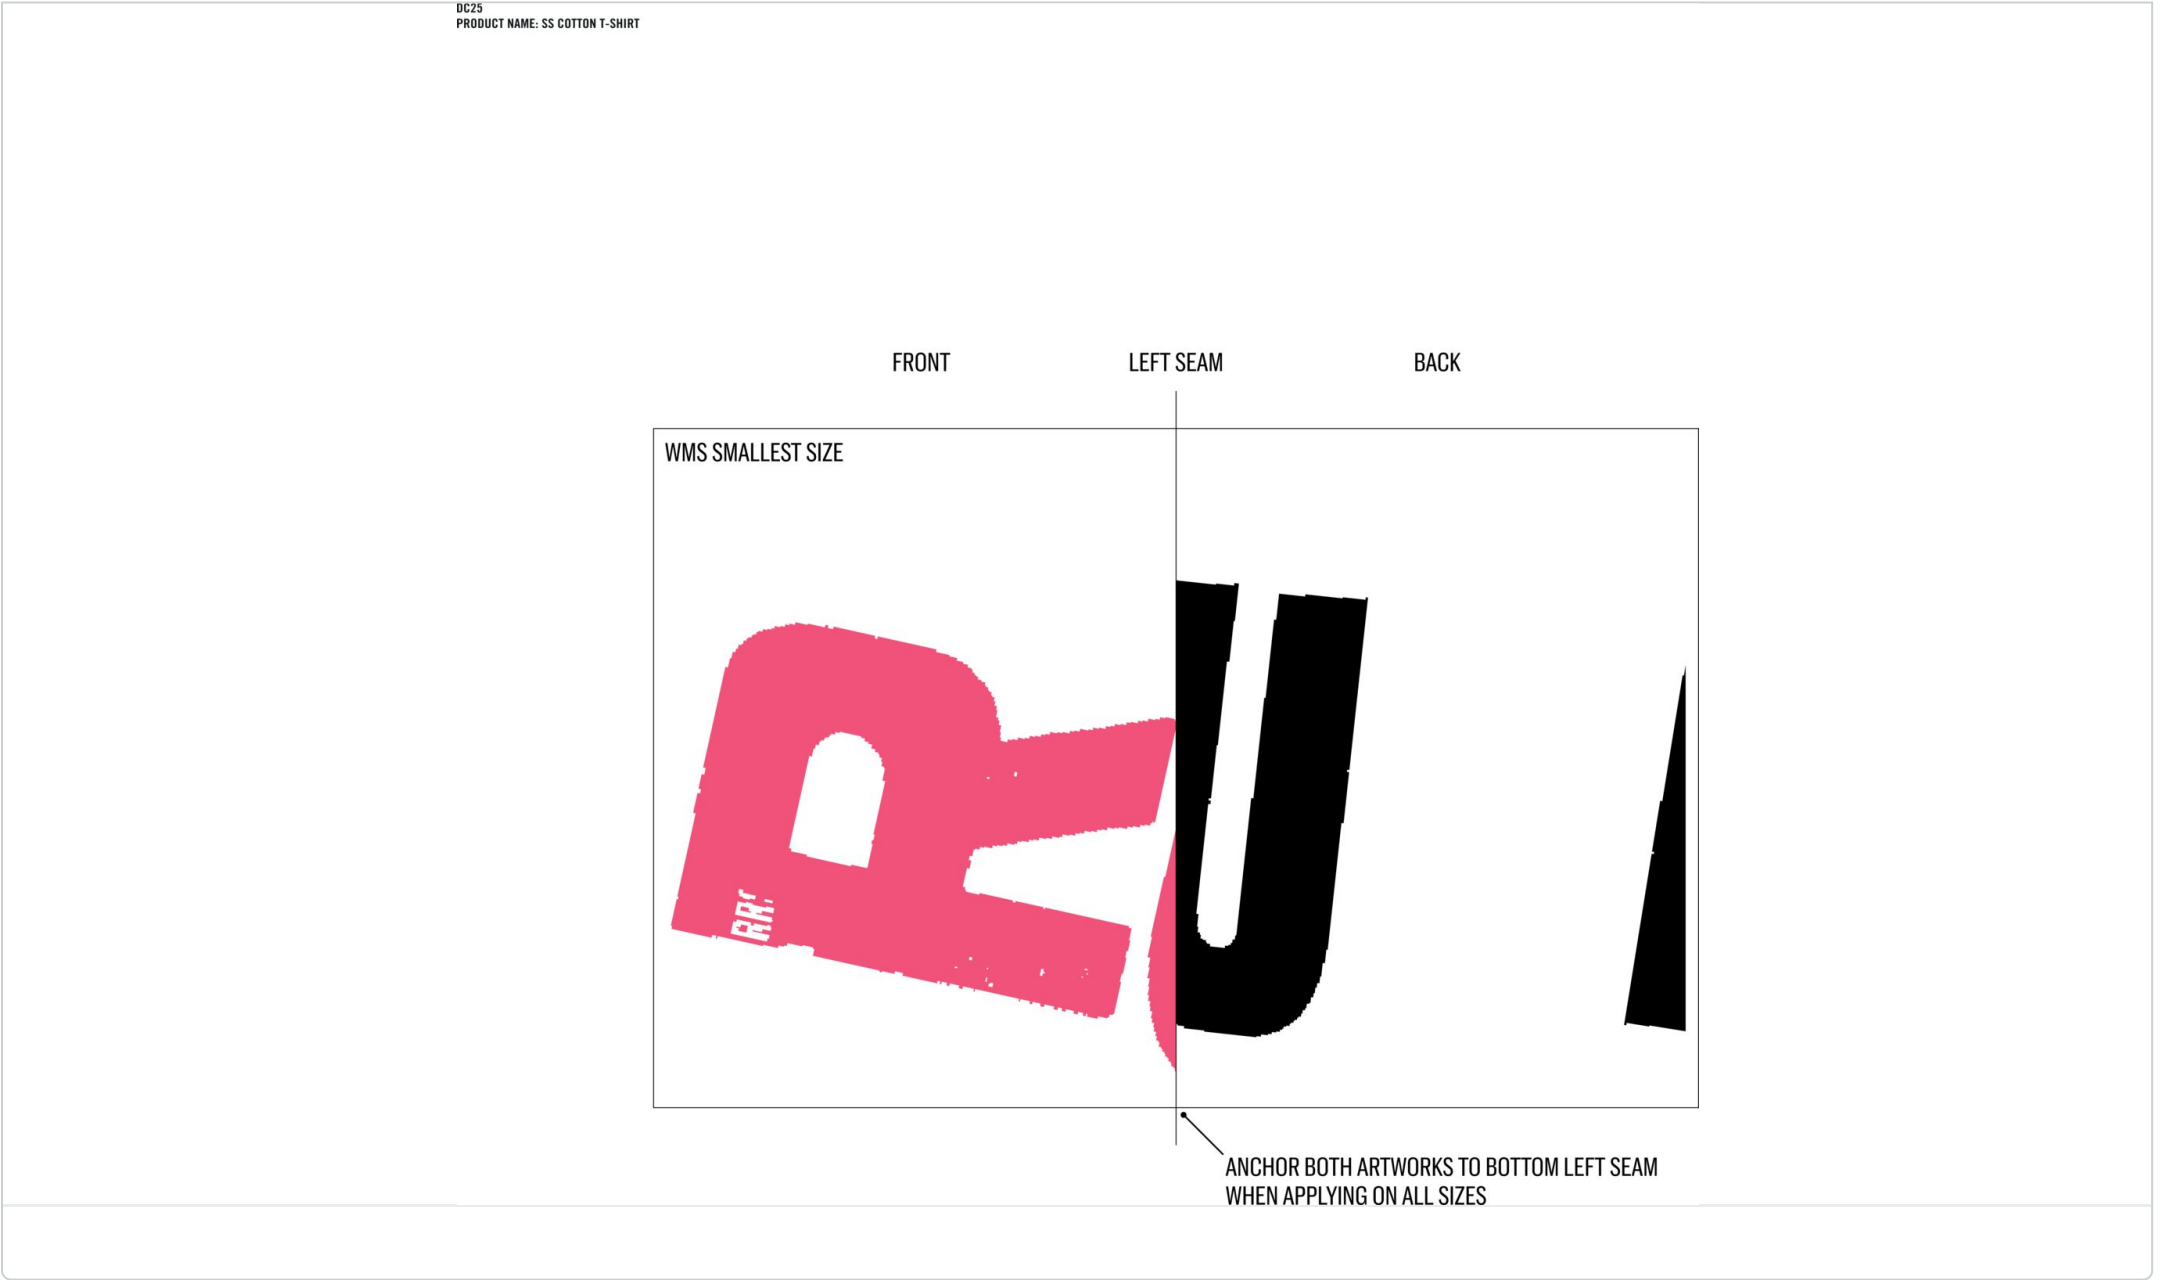 DC25
PRODUCT NAME: SS COTTON T-SHIRT
FRONT
LEFT SEAM
BACK
WMS SMALLEST SIZE
R
U
ANCHOR BOTH ARTWORKS TO BOTTOM LEFT SEAM
WHEN APPLYING ON ALL SIZES